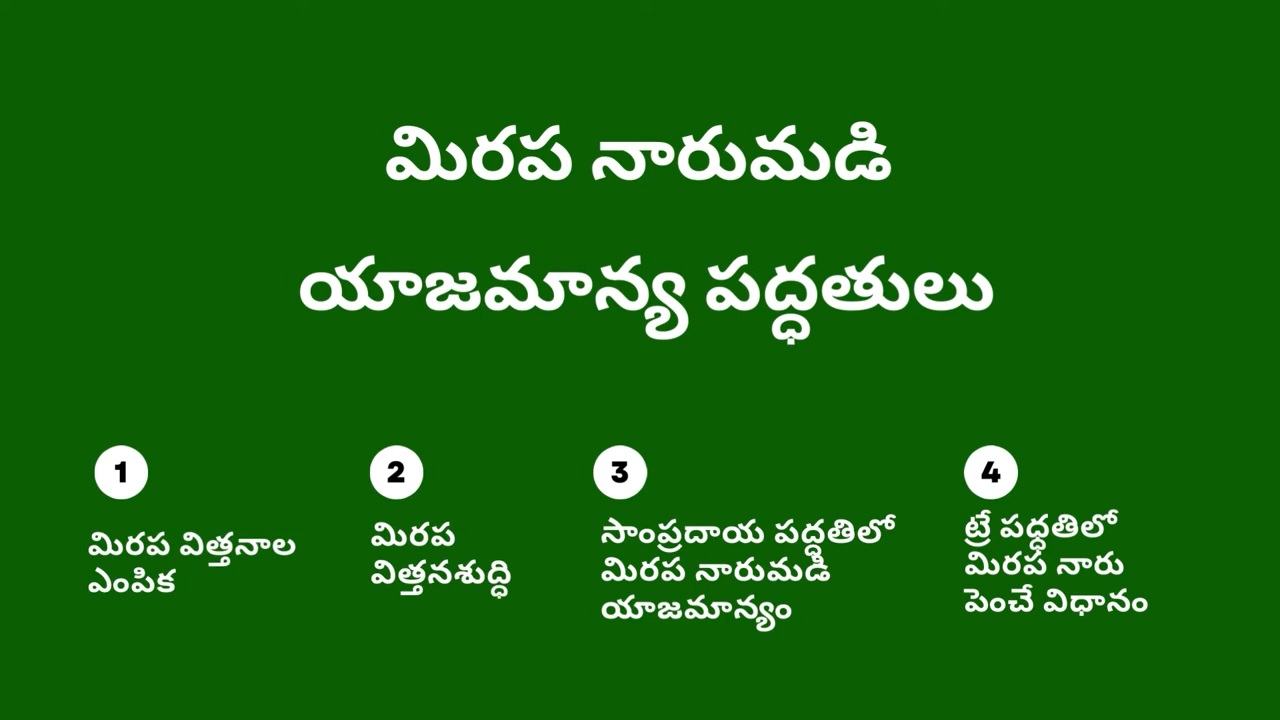 మిరప నారుమడి
యాజమాన్య పద్ధతులు
1
మిరప విత్తనాల
ఎంపిక
2
మిరప
విత్తనశుద్ధి
3
సాంప్రదాయ పద్ధతిలో
మిరప నారుమడి
యాజమాన్యం
4
ట్రే పధ్ధతిలో
మిరప నారు
పెంచే విధానం